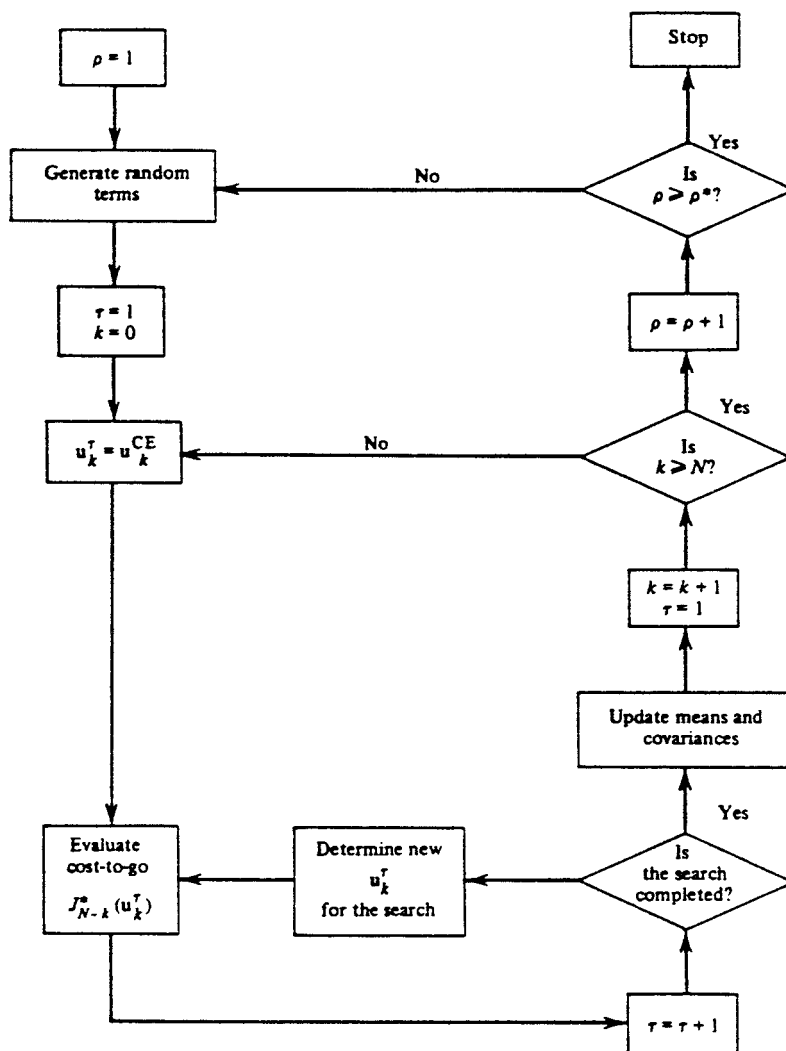 ρ = 1
Generate random
terms
τ = 1
k = 0
u_k^τ = u_k^CE
Evaluate
cost-to-go
J*_{N-k}(u_k^τ)
Determine new
u_k^τ
for the search
τ = τ + 1
Is
the search
completed?
Yes
Update means and
covariances
k = k + 1
τ = 1
Is
k ⩾ N?
No
Yes
ρ = ρ + 1
Is
ρ ⩾ ρ*?
No
Yes
Stop